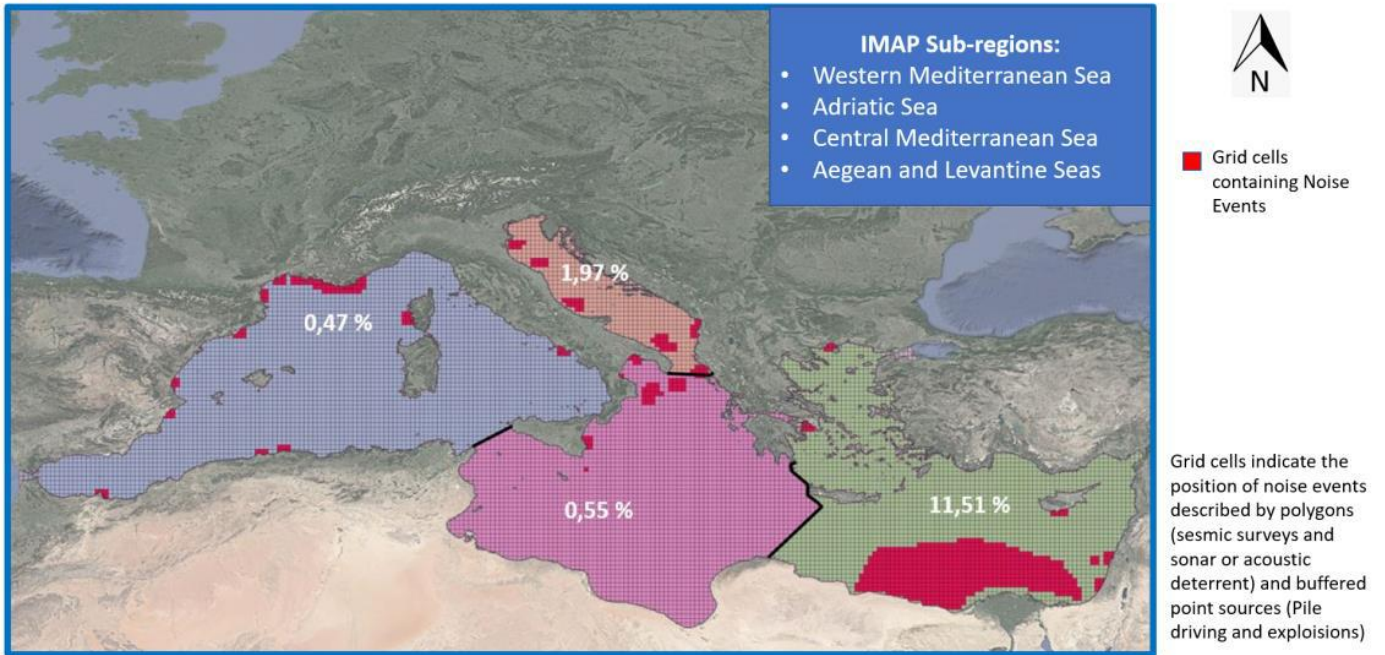 IMAP Sub-regions:
• Western Mediterranean Sea
• Adriatic Sea
• Central Mediterranean Sea
• Aegean and Levantine Seas
N
Grid cells
containing Noise
Events
1,97 %
0,47 %
0,55 %
11,51 %
Grid cells indicate the
position of noise events
described by polygons
(sesmic surveys and
sonar or acoustic
deterrent) and buffered
point sources (Pile
driving and exploisions)